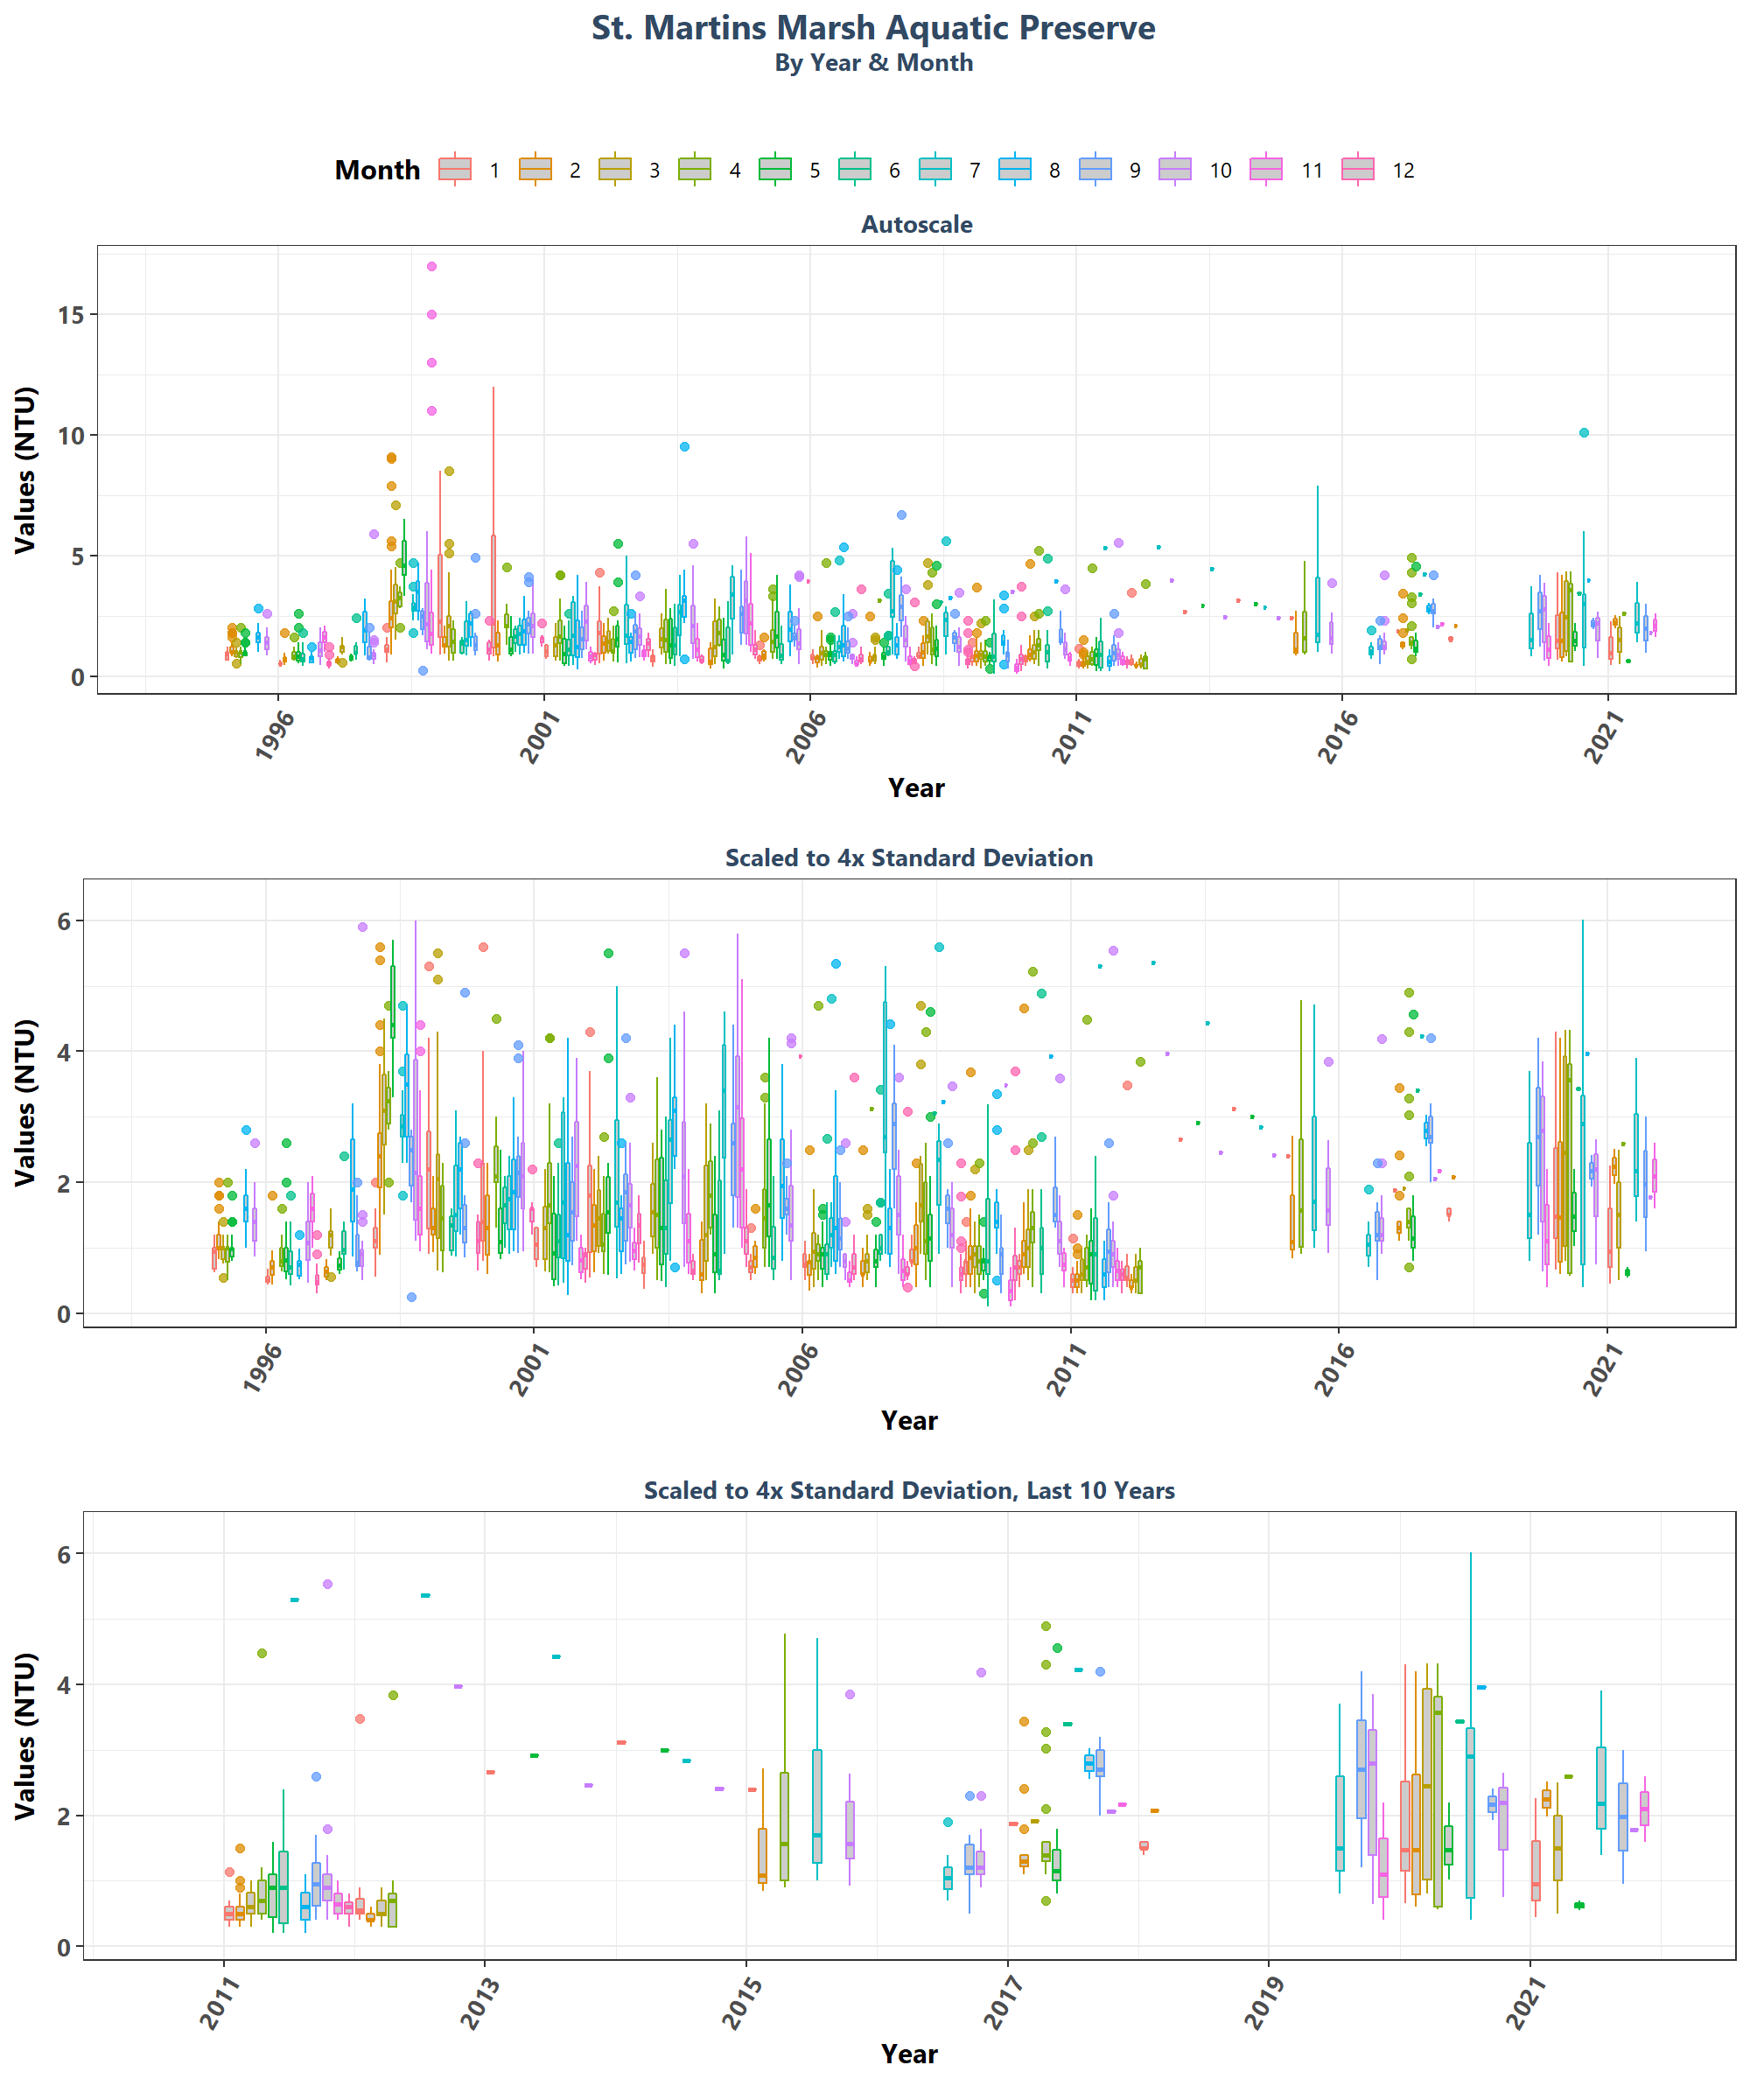 St. Martins Marsh Aquatic Preserve
By Year & Month
Month 1 2 3 4 5 6 7 8 9 10 11 12
Autoscale
Values (NTU)
15
10
5
0
1996 2001 2006 2011 2016 2021
Year
Scaled to 4x Standard Deviation
Values (NTU)
6
4
2
0
1996 2001 2006 2011 2016 2021
Year
Scaled to 4x Standard Deviation, Last 10 Years
Values (NTU)
6
4
2
0
2011 2013 2015 2017 2019 2021
Year